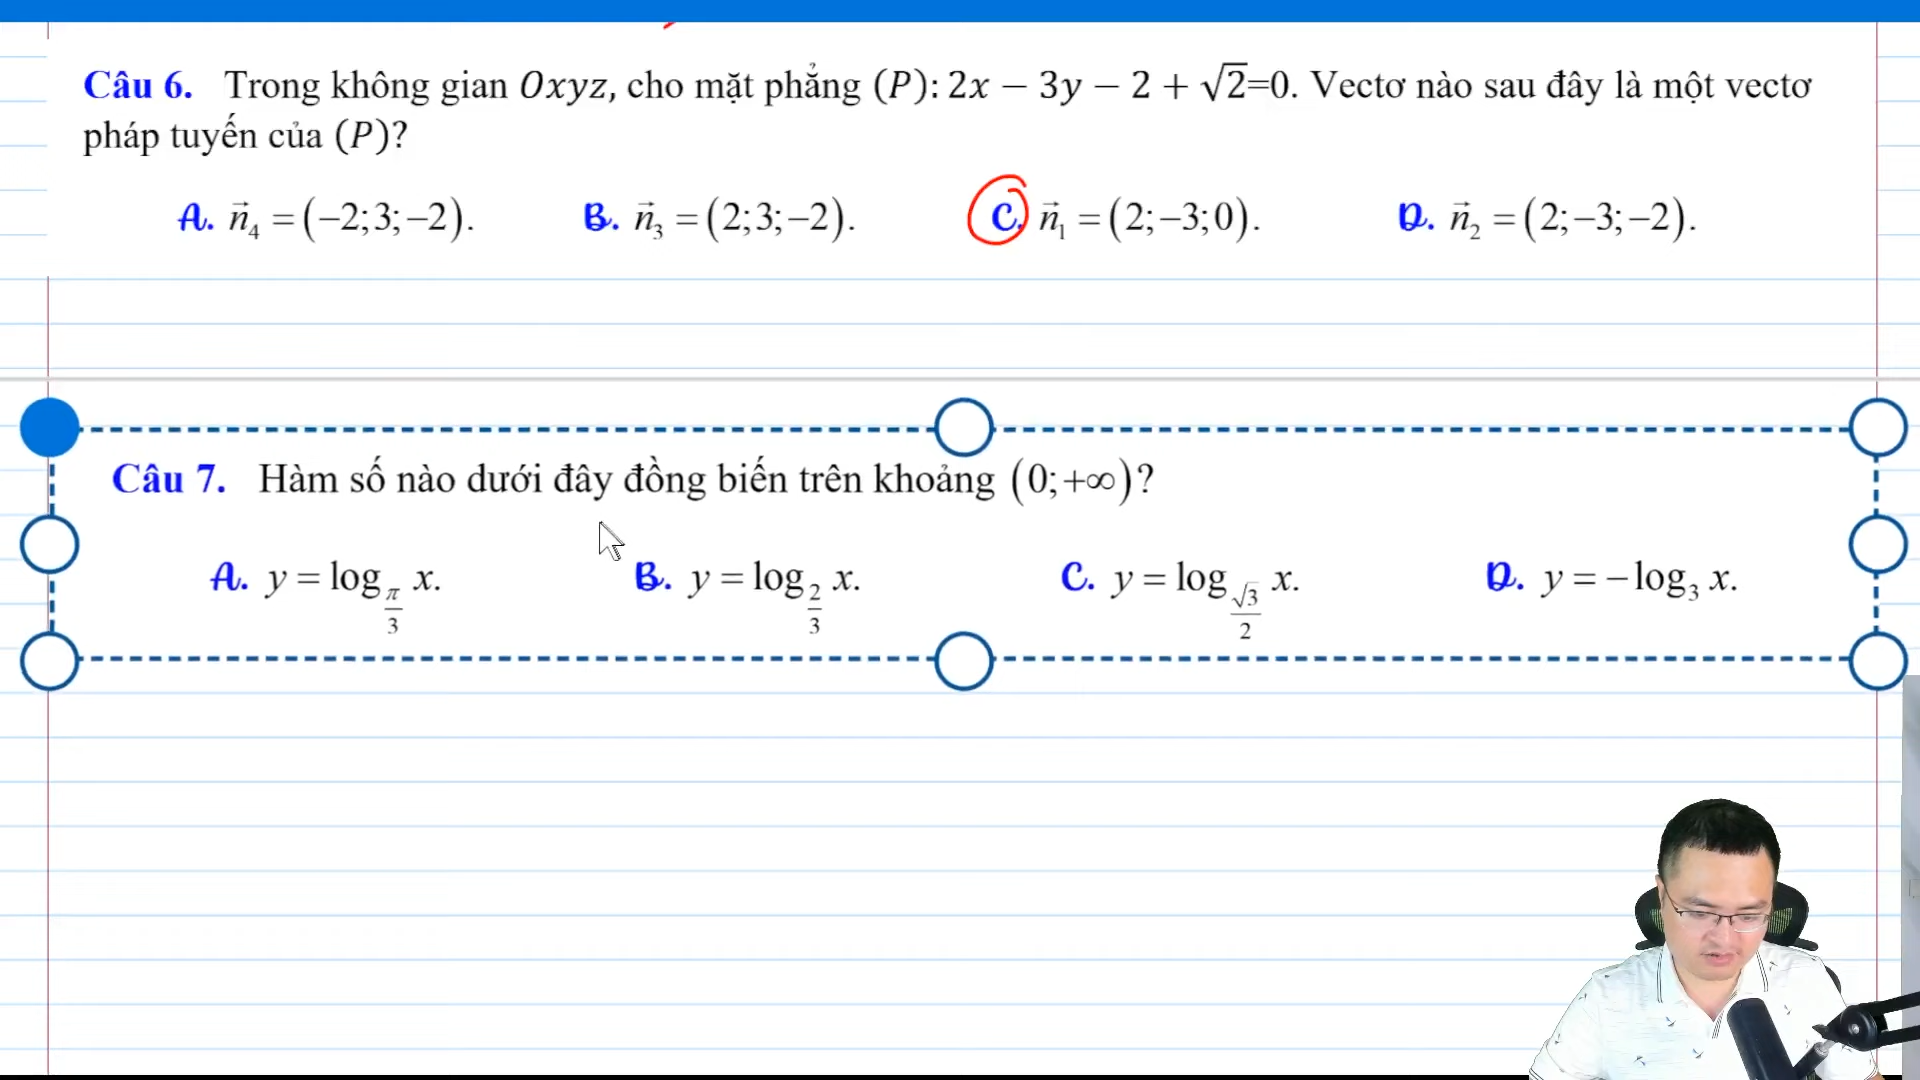 Câu 6. Trong không gian Oxyz, cho mặt phẳng (P): 2x − 3y − 2 + √2=0. Vectơ nào sau đây là một vectơ
pháp tuyến của (P)?
A. n⃗₄ = (−2;3;−2). B. n⃗₃ = (2;3;−2). C. n⃗₁ = (2;−3;0). D. n⃗₂ = (2;−3;−2).
Câu 7. Hàm số nào dưới đây đồng biến trên khoảng (0;+∞)?
A. y = log_{π/3} x. B. y = log_{2/3} x. C. y = log_{√3/2} x. D. y = −log₃ x.